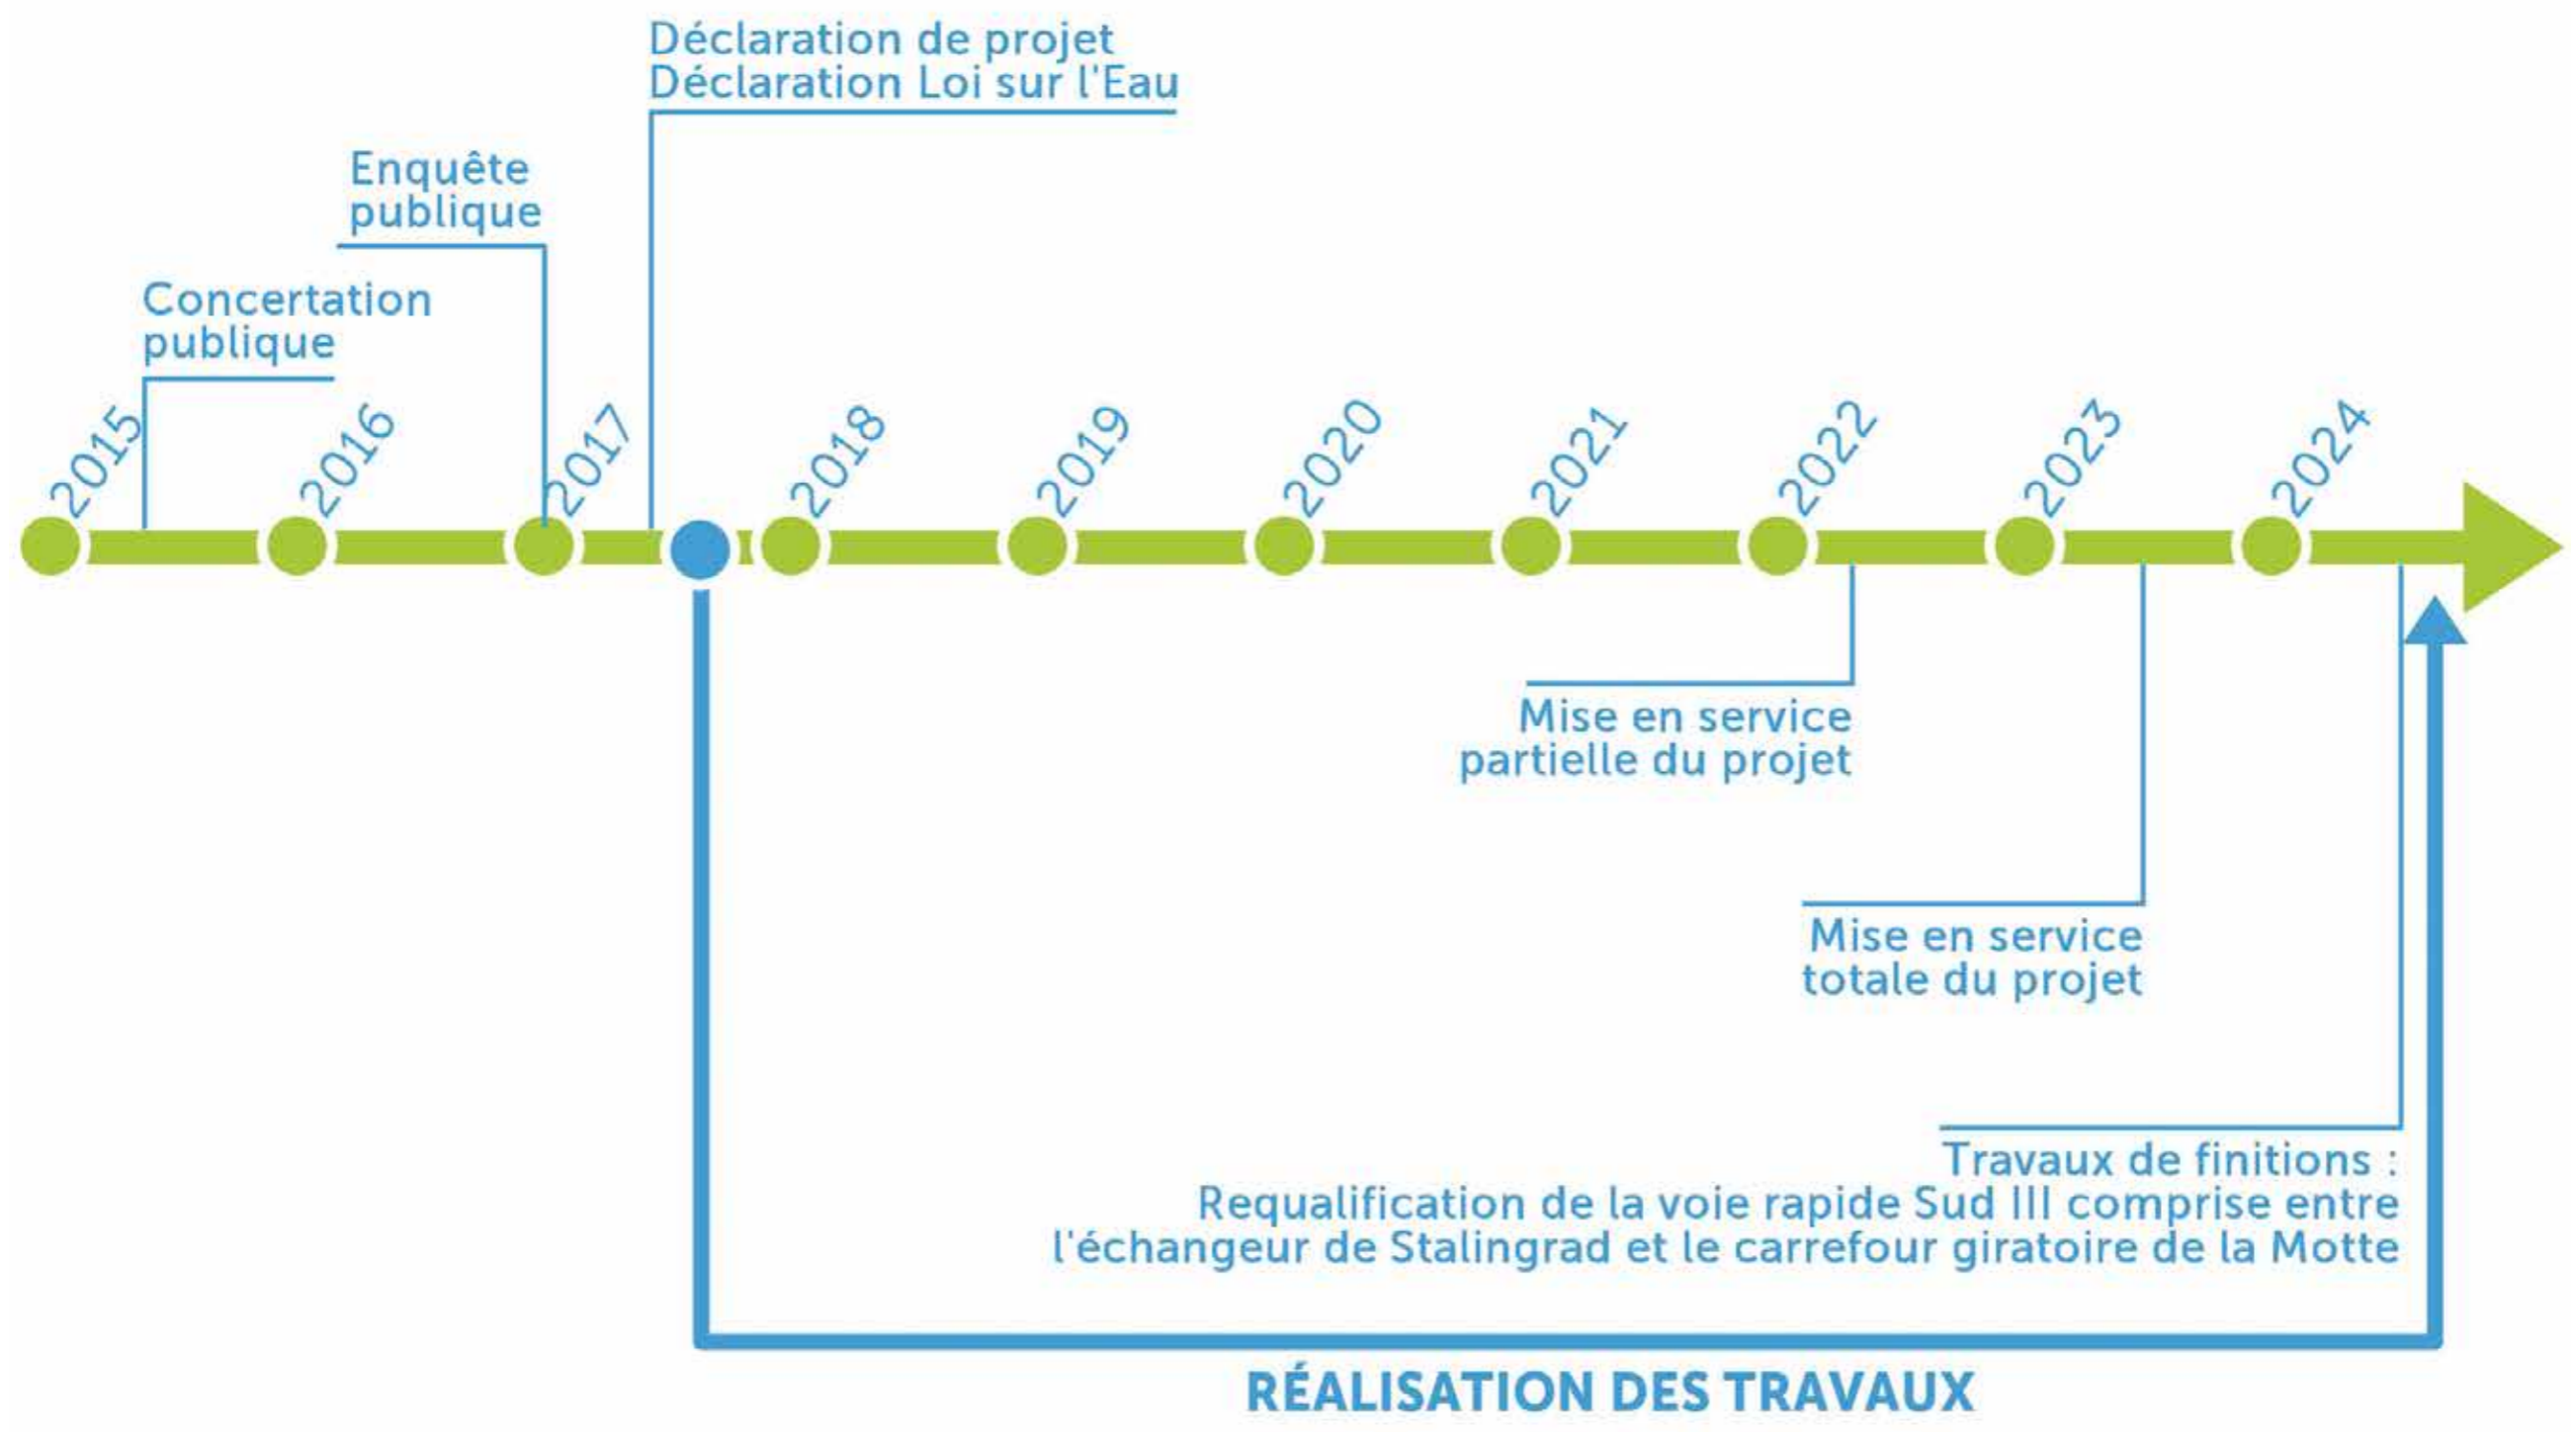 Déclaration de projet
Déclaration Loi sur l'Eau
Enquête
publique
Concertation
publique
2015
2016
2017
2018
2019
2020
2021
2022
2023
2024
Mise en service
partielle du projet
Mise en service
totale du projet
Travaux de finitions :
Requalification de la voie rapide Sud III comprise entre
l'échangeur de Stalingrad et le carrefour giratoire de la Motte
RÉALISATION DES TRAVAUX